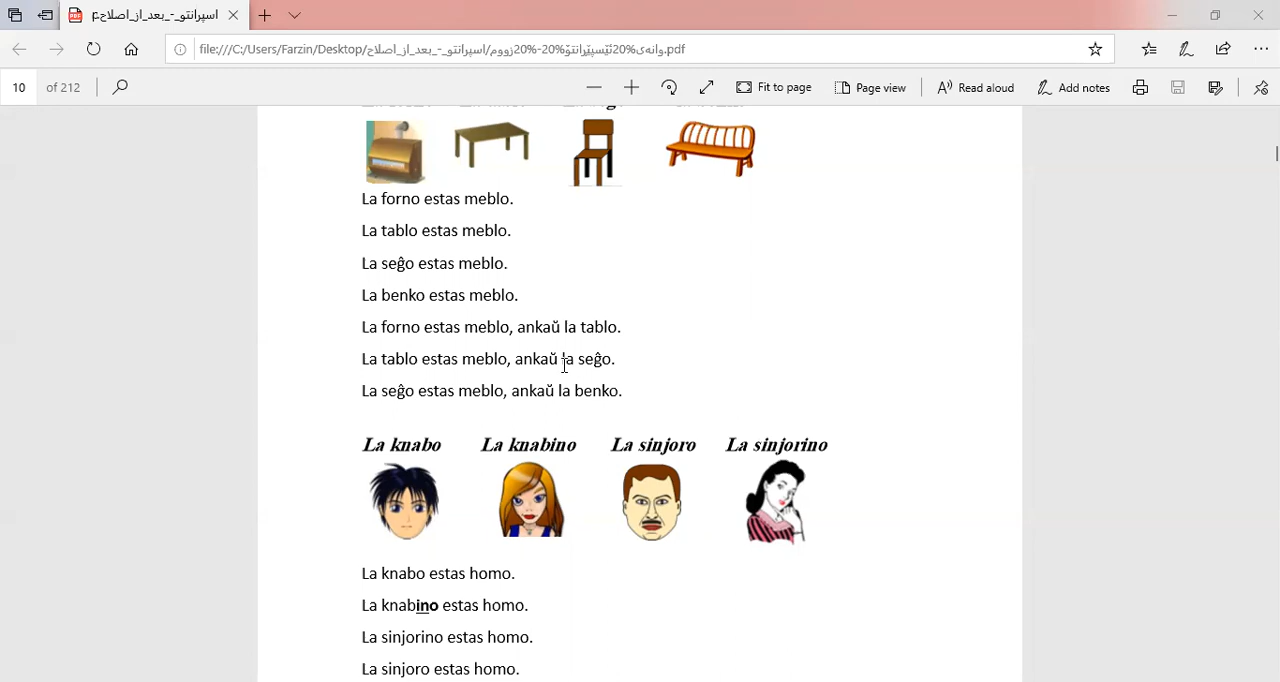 اسپرانتو_-_بعد_از_اصلاح
file:///C:/Users/Farzin/Desktop/وانه‌ی%20ئێسپێرانتۆ%20-%20زووم/اسپرانتو_-_بعد_از_اصلاح.pdf
10 of 212 Fit to page Page view Read aloud Add notes
La forno estas meblo.
La tablo estas meblo.
La seĝo estas meblo.
La benko estas meblo.
La forno estas meblo, ankaŭ la tablo.
La tablo estas meblo, ankaŭ la seĝo.
La seĝo estas meblo, ankaŭ la benko.
La knabo La knabino La sinjoro La sinjorino
La knabo estas homo.
La knabino estas homo.
La sinjorino estas homo.
La sinjoro estas homo.